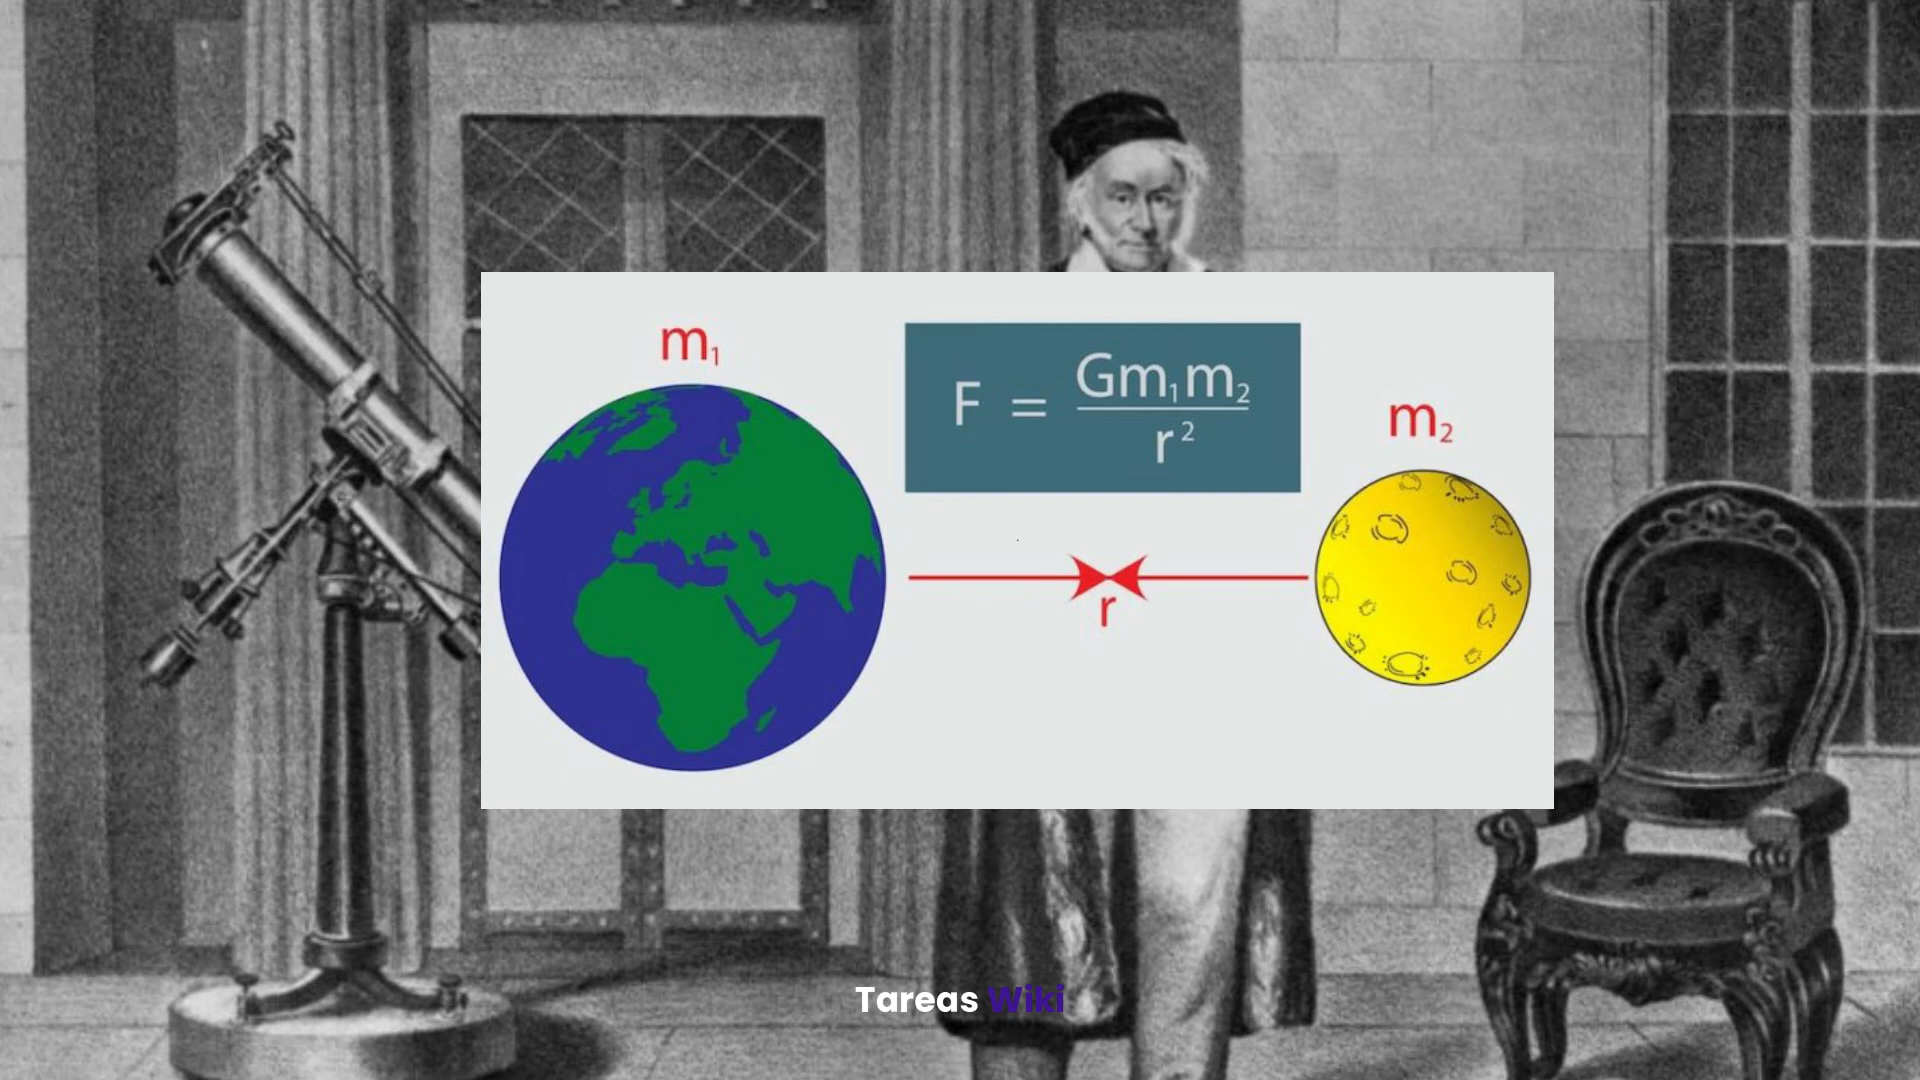 m₁
F = Gm₁m₂ / r²
m₂
r
Tareas Wiki